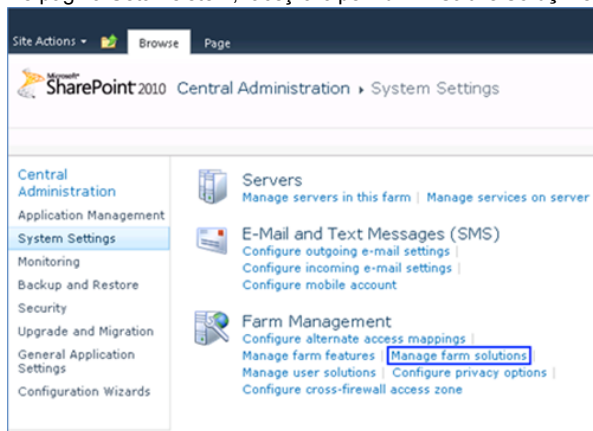 Site Actions Browse Page
Microsoft
SharePoint 2010 Central Administration ▸ System Settings
Central
Administration
Application Management
System Settings
Monitoring
Backup and Restore
Security
Upgrade and Migration
General Application
Settings
Configuration Wizards
Servers
Manage servers in this farm | Manage services on server
E-Mail and Text Messages (SMS)
Configure outgoing e-mail settings |
Configure incoming e-mail settings |
Configure mobile account
Farm Management
Configure alternate access mappings |
Manage farm features | Manage farm solutions |
Manage user solutions | Configure privacy options |
Configure cross-firewall access zone